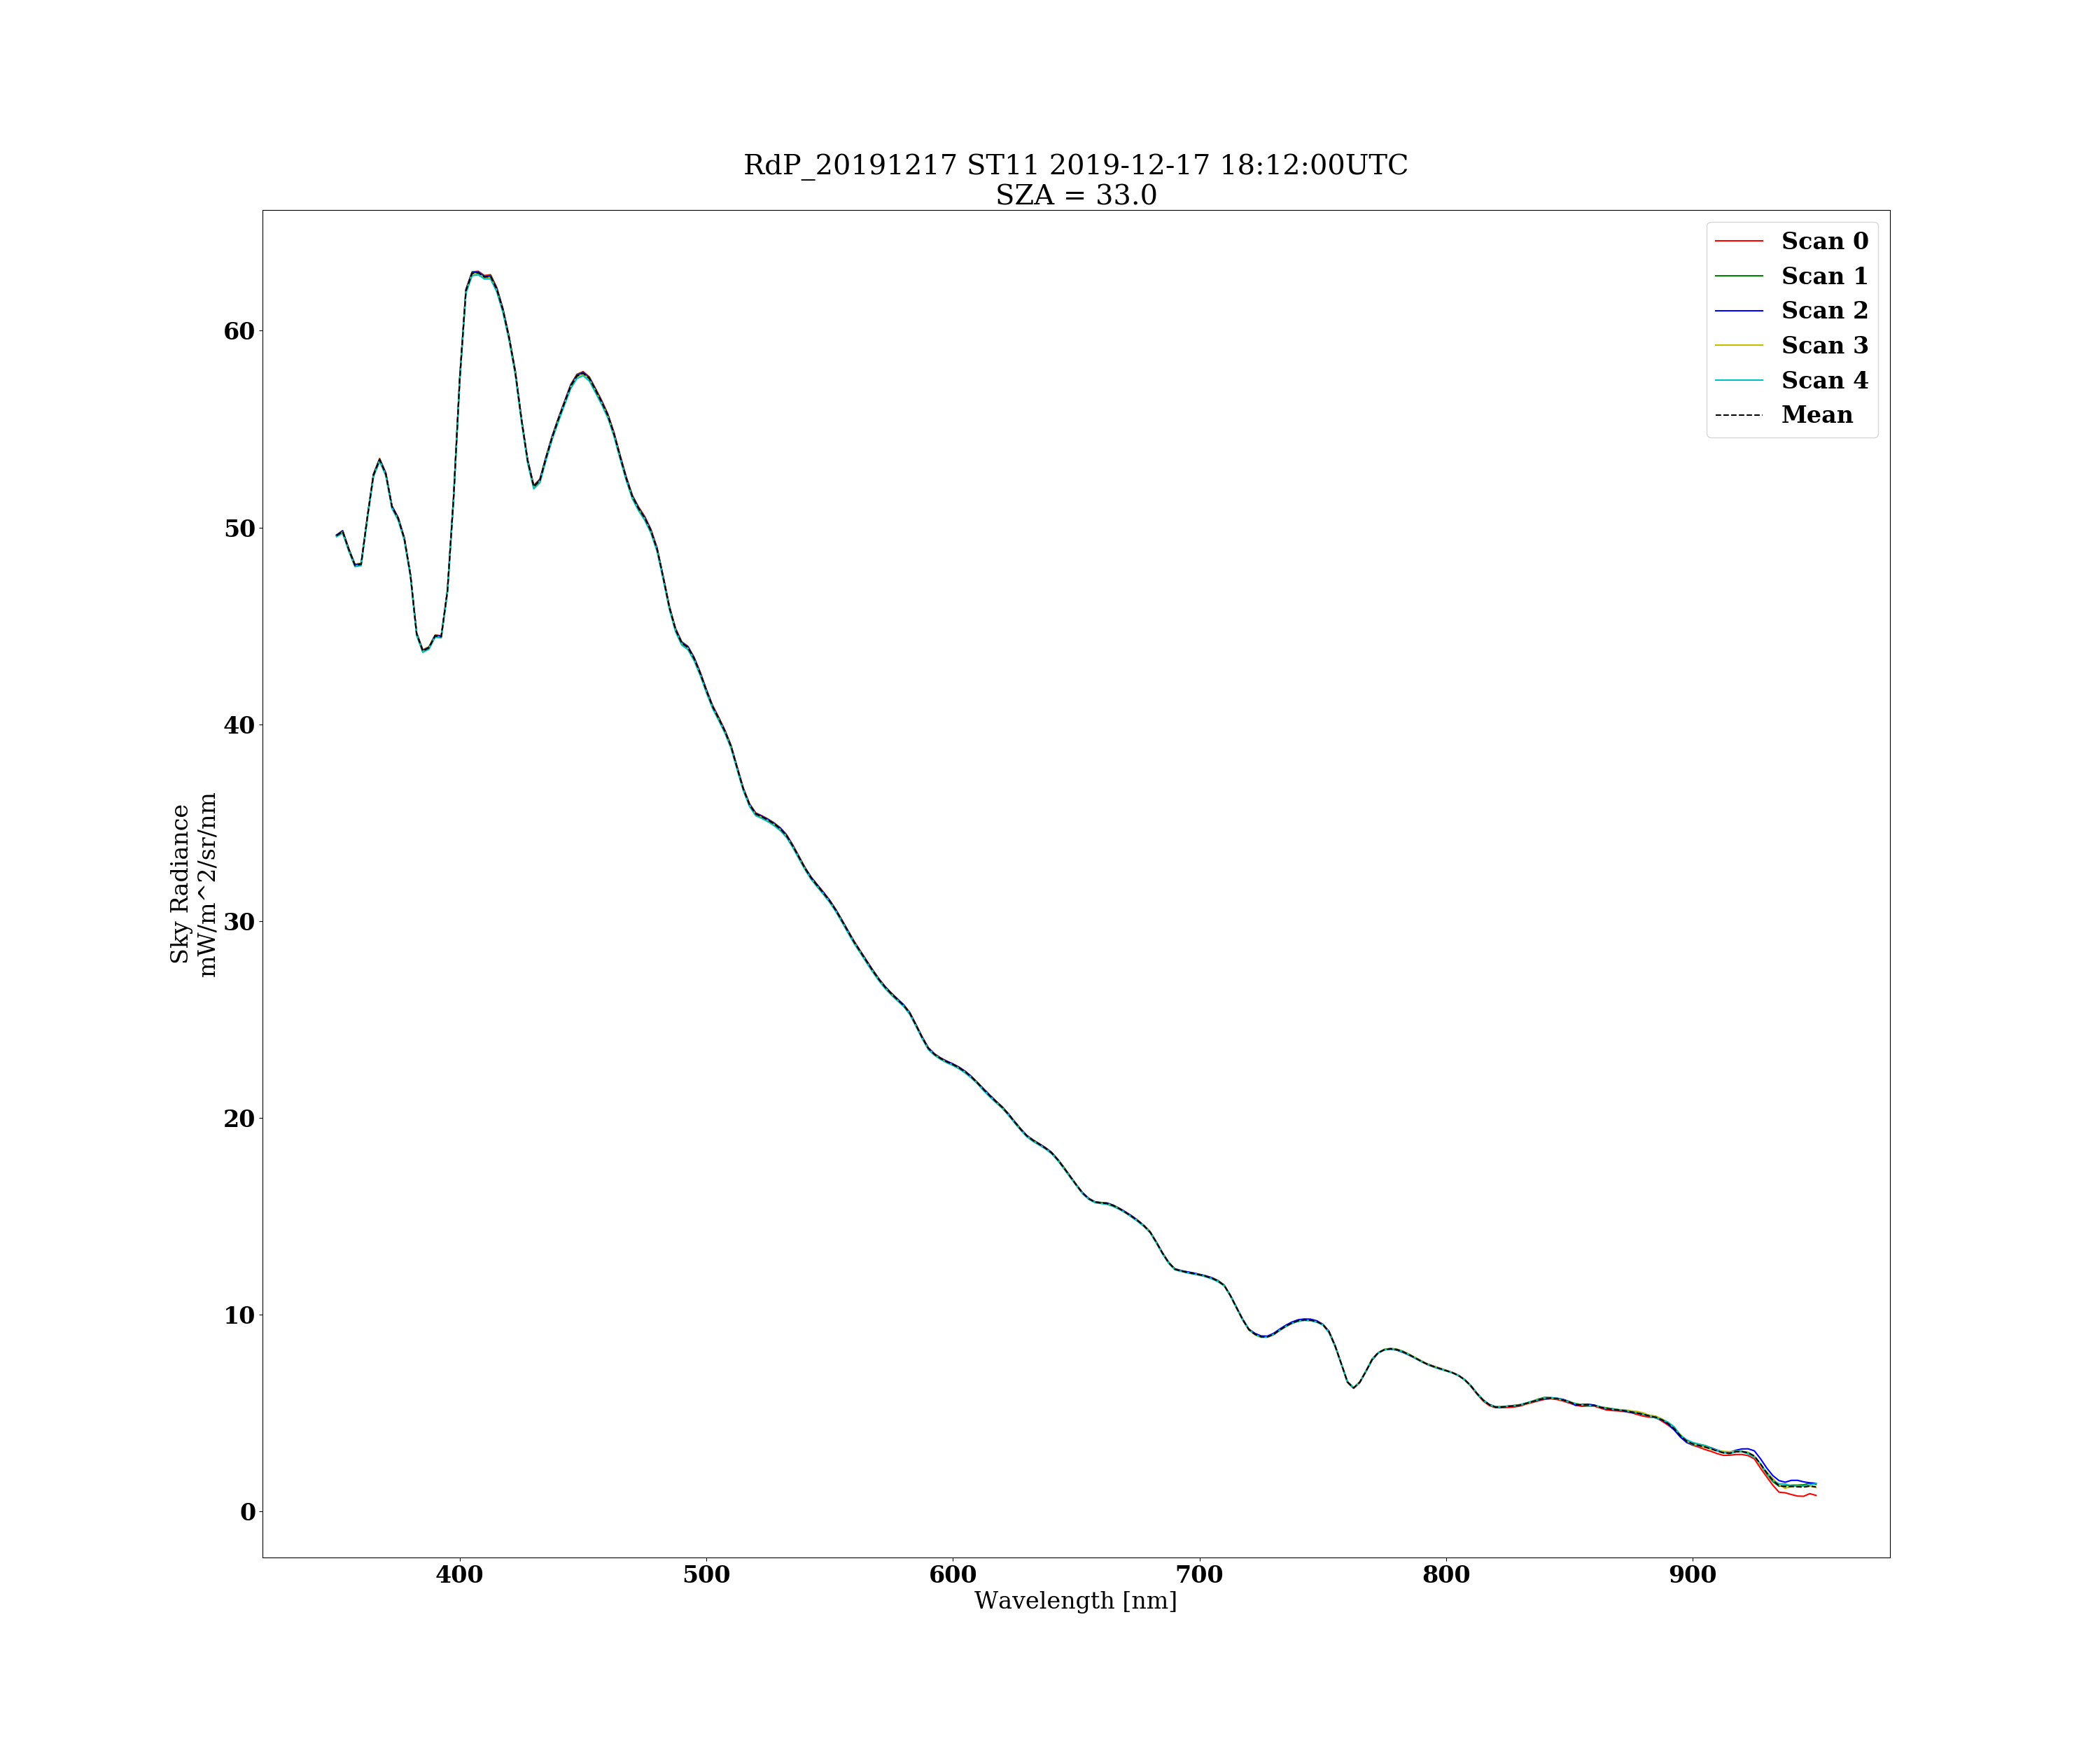 RdP_20191217 ST11 2019-12-17 18:12:00UTC
SZA = 33.0
Scan 0
Scan 1
Scan 2
Scan 3
Scan 4
Mean
60
50
40
30
20
10
0
Sky Radiance
mW/m^2/sr/nm
400 500 600 700 800 900
Wavelength [nm]